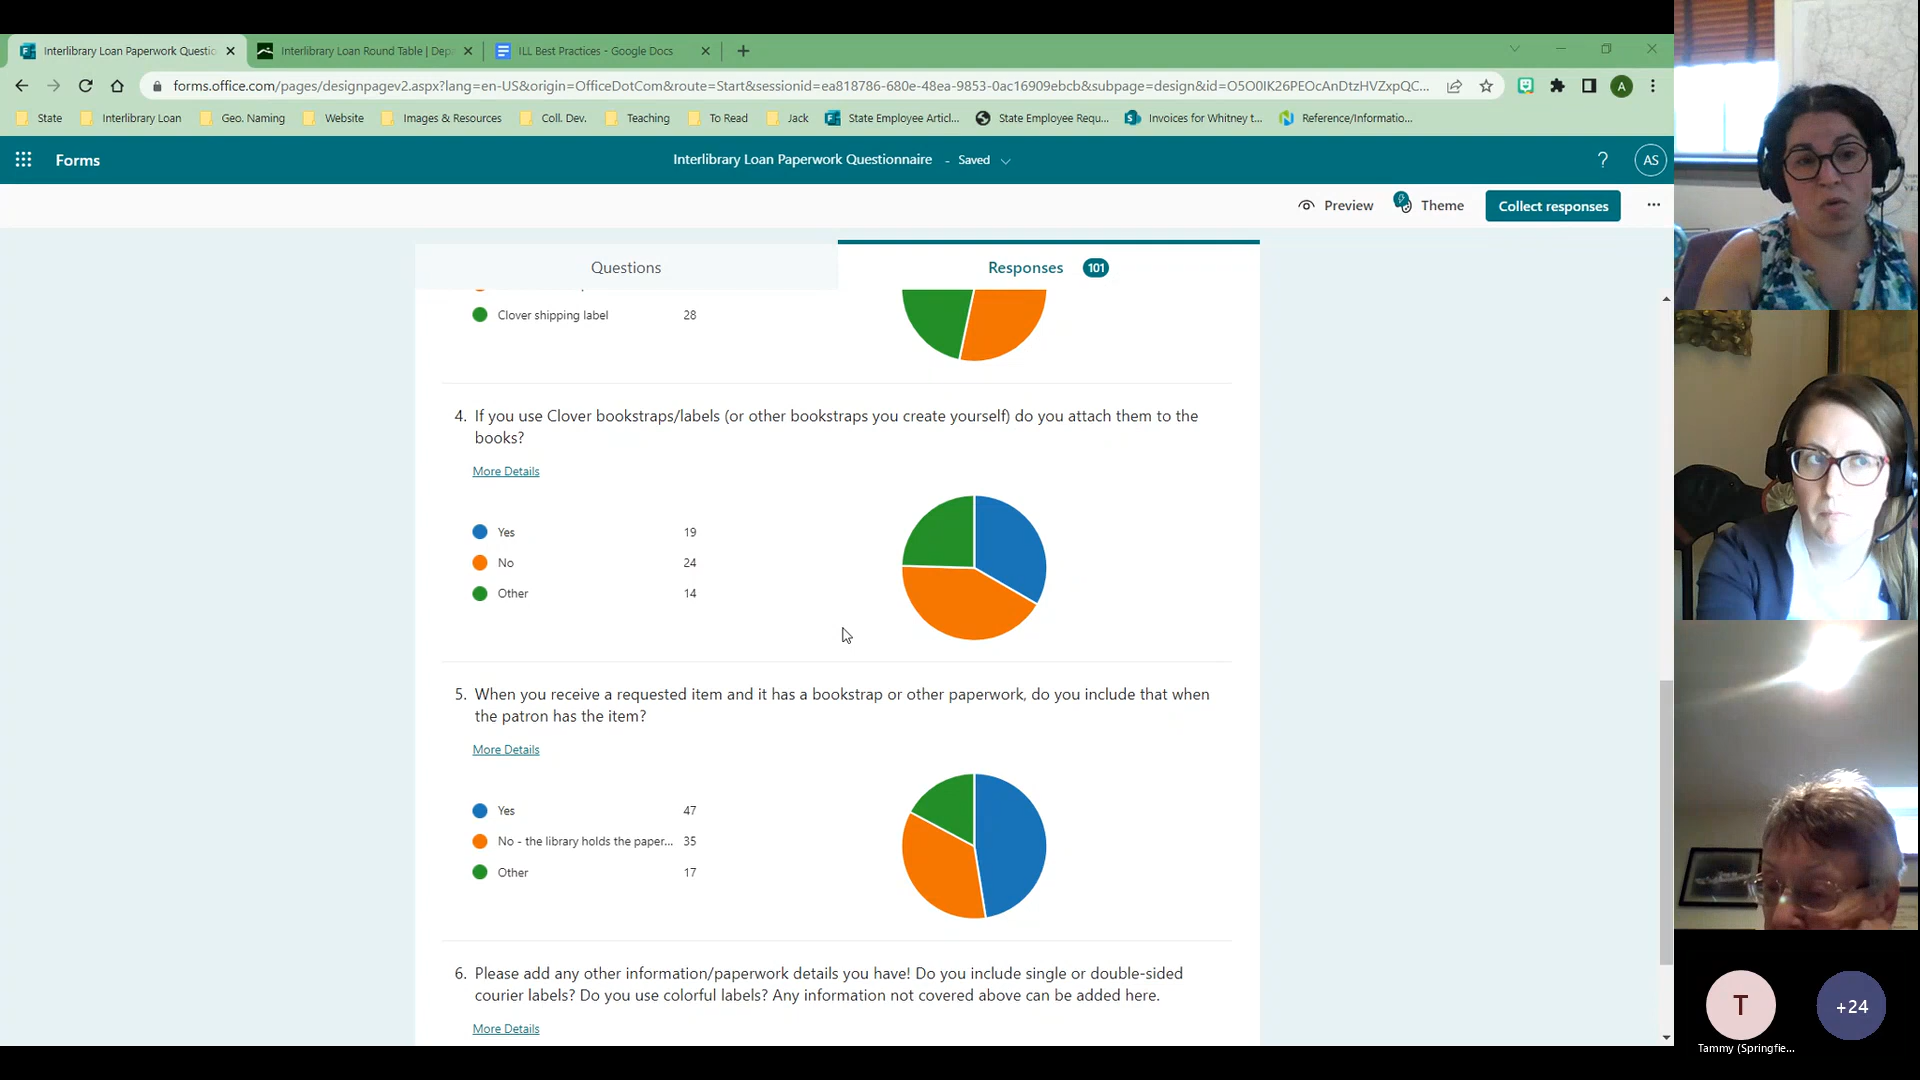 Interlibrary Loan Paperwork Questio
Interlibrary Loan Round Table | Dep
ILL Best Practices - Google Docs
forms.office.com/pages/designpagev2.aspx?lang=en-US&origin=OfficeDotCom&route=Start&sessionid=ea818786-680e-48ea-9853-0ac16909ebcb&subpage=design&id=O5O0IK26PEOcAnDtzHVZxpQC...
A
State
Interlibrary Loan
Geo. Naming
Website
Images & Resources
Coll. Dev.
Teaching
To Read
Jack
State Employee Articl...
State Employee Requ...
Invoices for Whitney t...
Reference/Informatio...
Forms
Interlibrary Loan Paperwork Questionnaire - Saved
?
AS
Preview
Theme
Collect responses
...
Questions
Responses 101
Clover shipping label 28
4. If you use Clover bookstraps/labels (or other bookstraps you create yourself) do you attach them to the
books?
More Details
Yes 19
No 24
Other 14
5. When you receive a requested item and it has a bookstrap or other paperwork, do you include that when
the patron has the item?
More Details
Yes 47
No - the library holds the paper... 35
Other 17
6. Please add any other information/paperwork details you have! Do you include single or double-sided
courier labels? Do you use colorful labels? Any information not covered above can be added here.
More Details
T
+24
Tammy (Springfie...